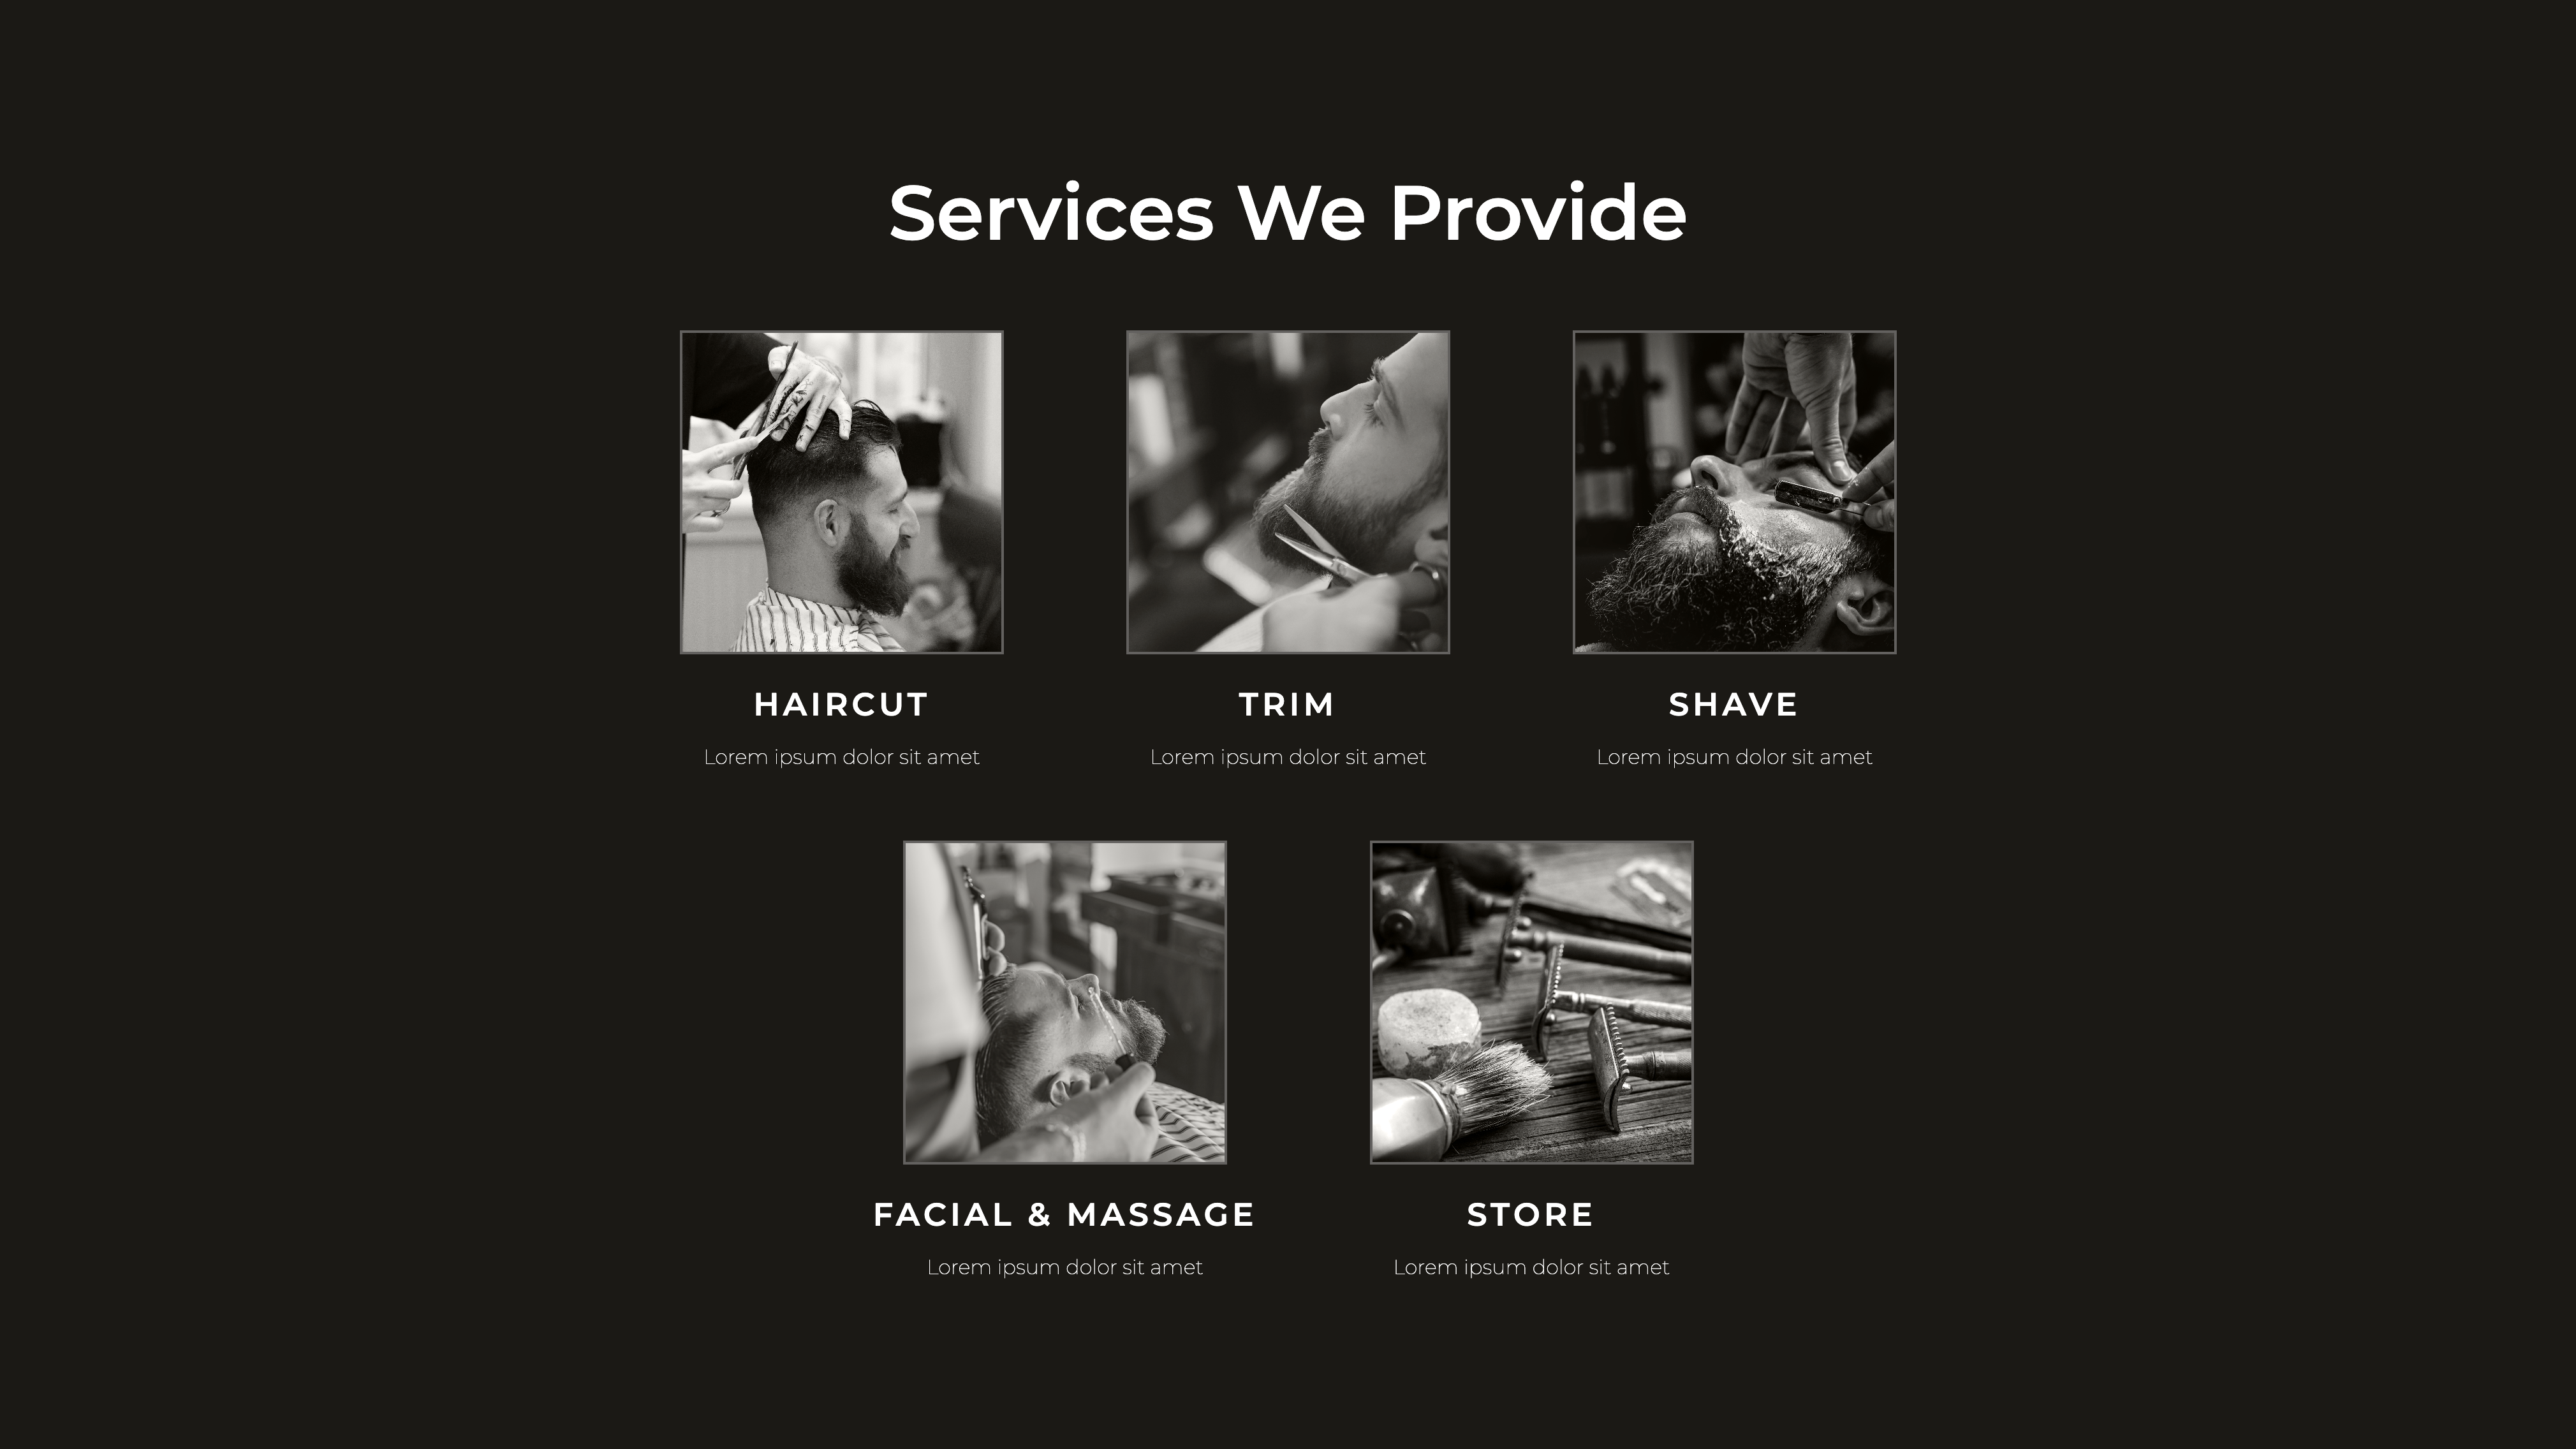 Services We Provide
HAIRCUT
Lorem ipsum dolor sit amet
TRIM
Lorem ipsum dolor sit amet
SHAVE
Lorem ipsum dolor sit amet
FACIAL & MASSAGE
Lorem ipsum dolor sit amet
STORE
Lorem ipsum dolor sit amet